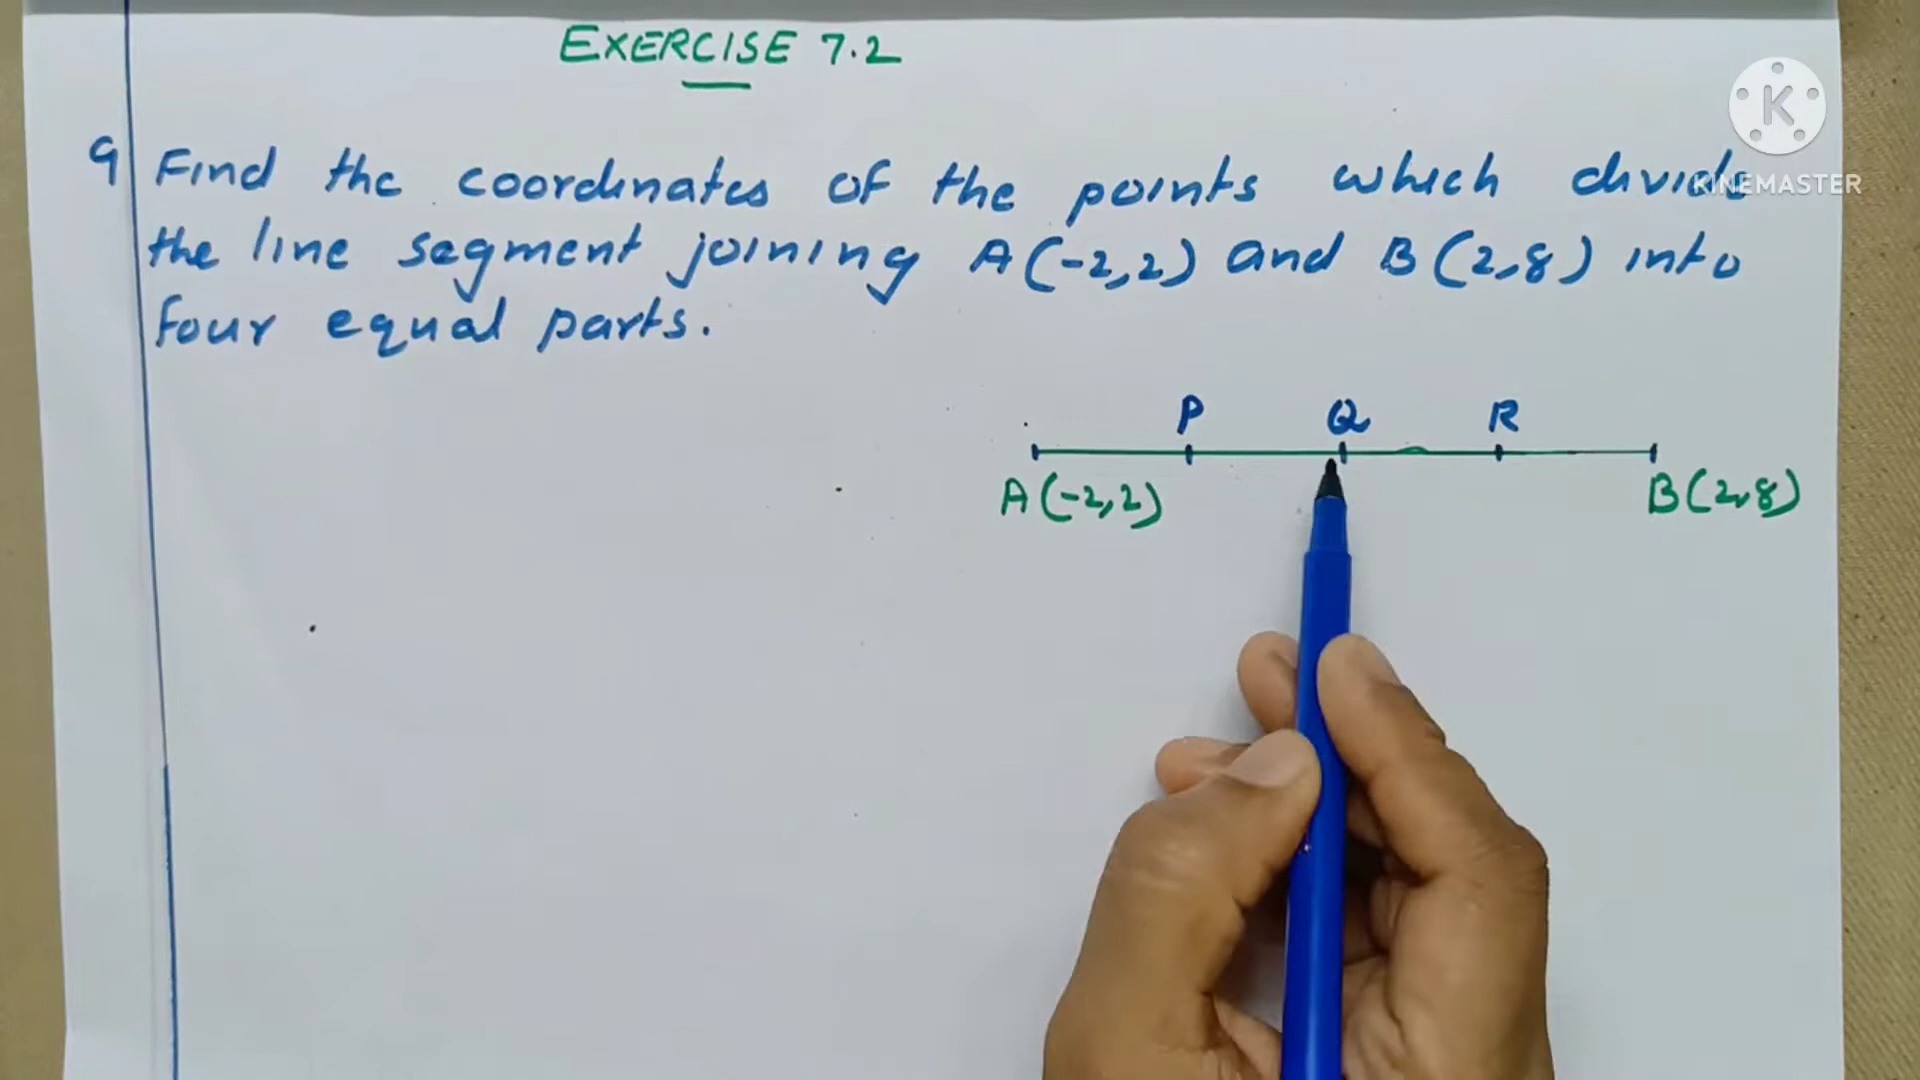 EXERCISE 7.2
K
KINEMASTER
9 Find the coordinates of the points which divide
the line segment joining A(-2,2) and B(2,8) into
four equal parts.
P Q R
A(-2,2) B(2,8)